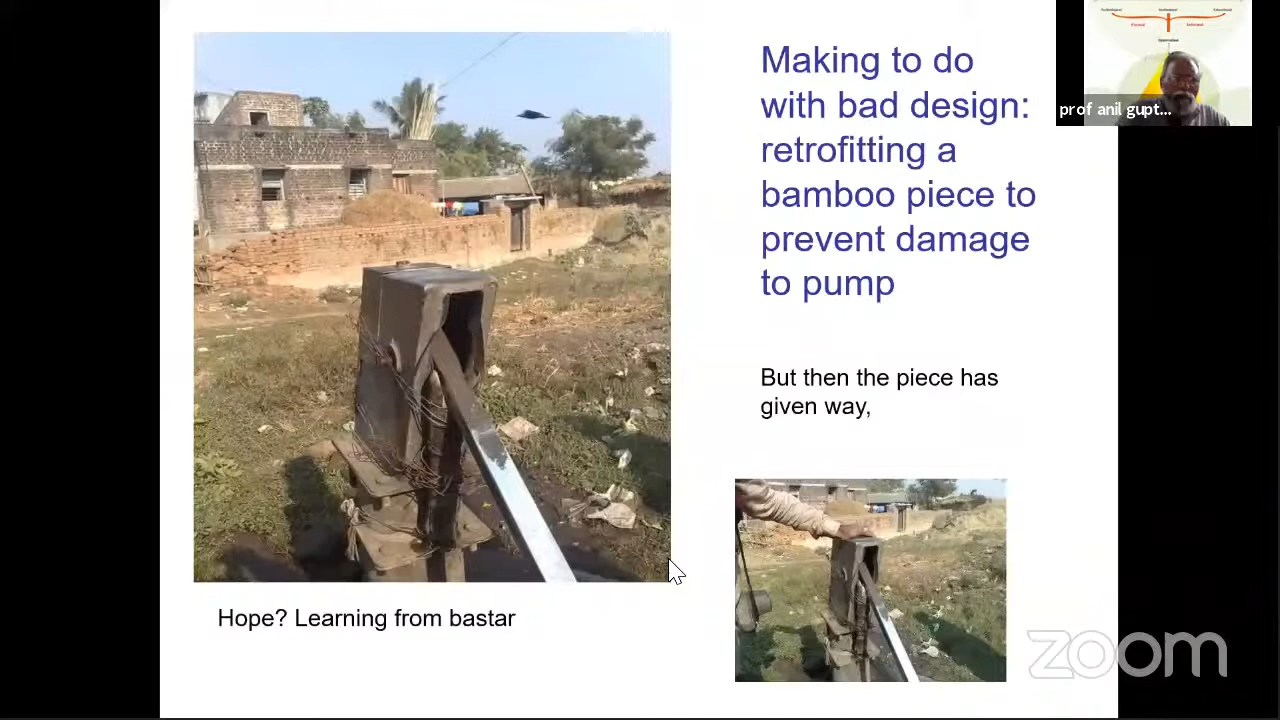 Making to do
with bad design:
retrofitting a
bamboo piece to
prevent damage
to pump
But then the piece has
given way,
Hope? Learning from bastar
prof anil gupt...
zoom